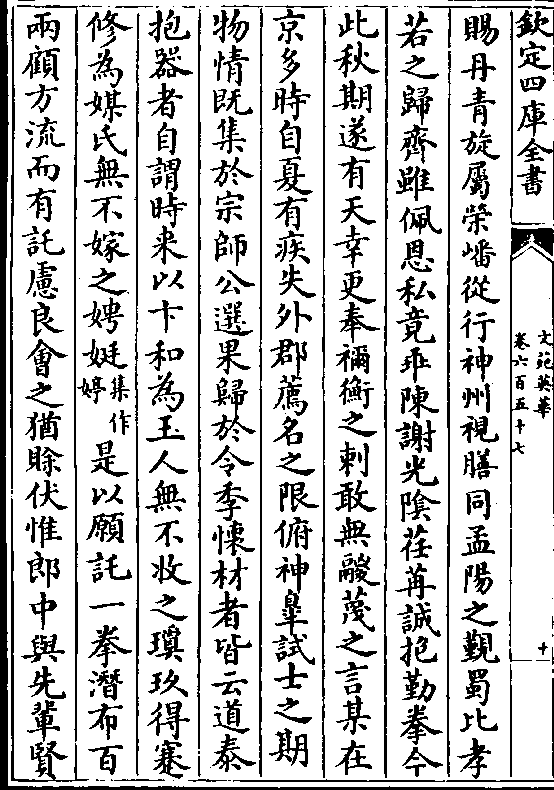 欽定四庫全書
文苑英華
卷六百五十七
十
賜丹青旋屬榮嶓從行神州視膳同孟陽之覲蜀比孝
若之歸齊雖佩恩私竟乖陳謝光隂荏苒誠抱勤拳今
此秋期遂有天幸更奉禰衡之刺敢無鬷蔑之言某在
京多時自夏有疾失外郡薦名之限俯神臯試士之期
物情既集於宗師公選果歸於令季懷材者皆云道泰
抱器者自謂時来以卞和為玉人無不收之瓊玖得蹇
修為媒氏無不嫁之娉娗集作婷是以願託一拳潛布百
兩顧方流而有託慮良會之猶賒伏惟郎中與先輩賢